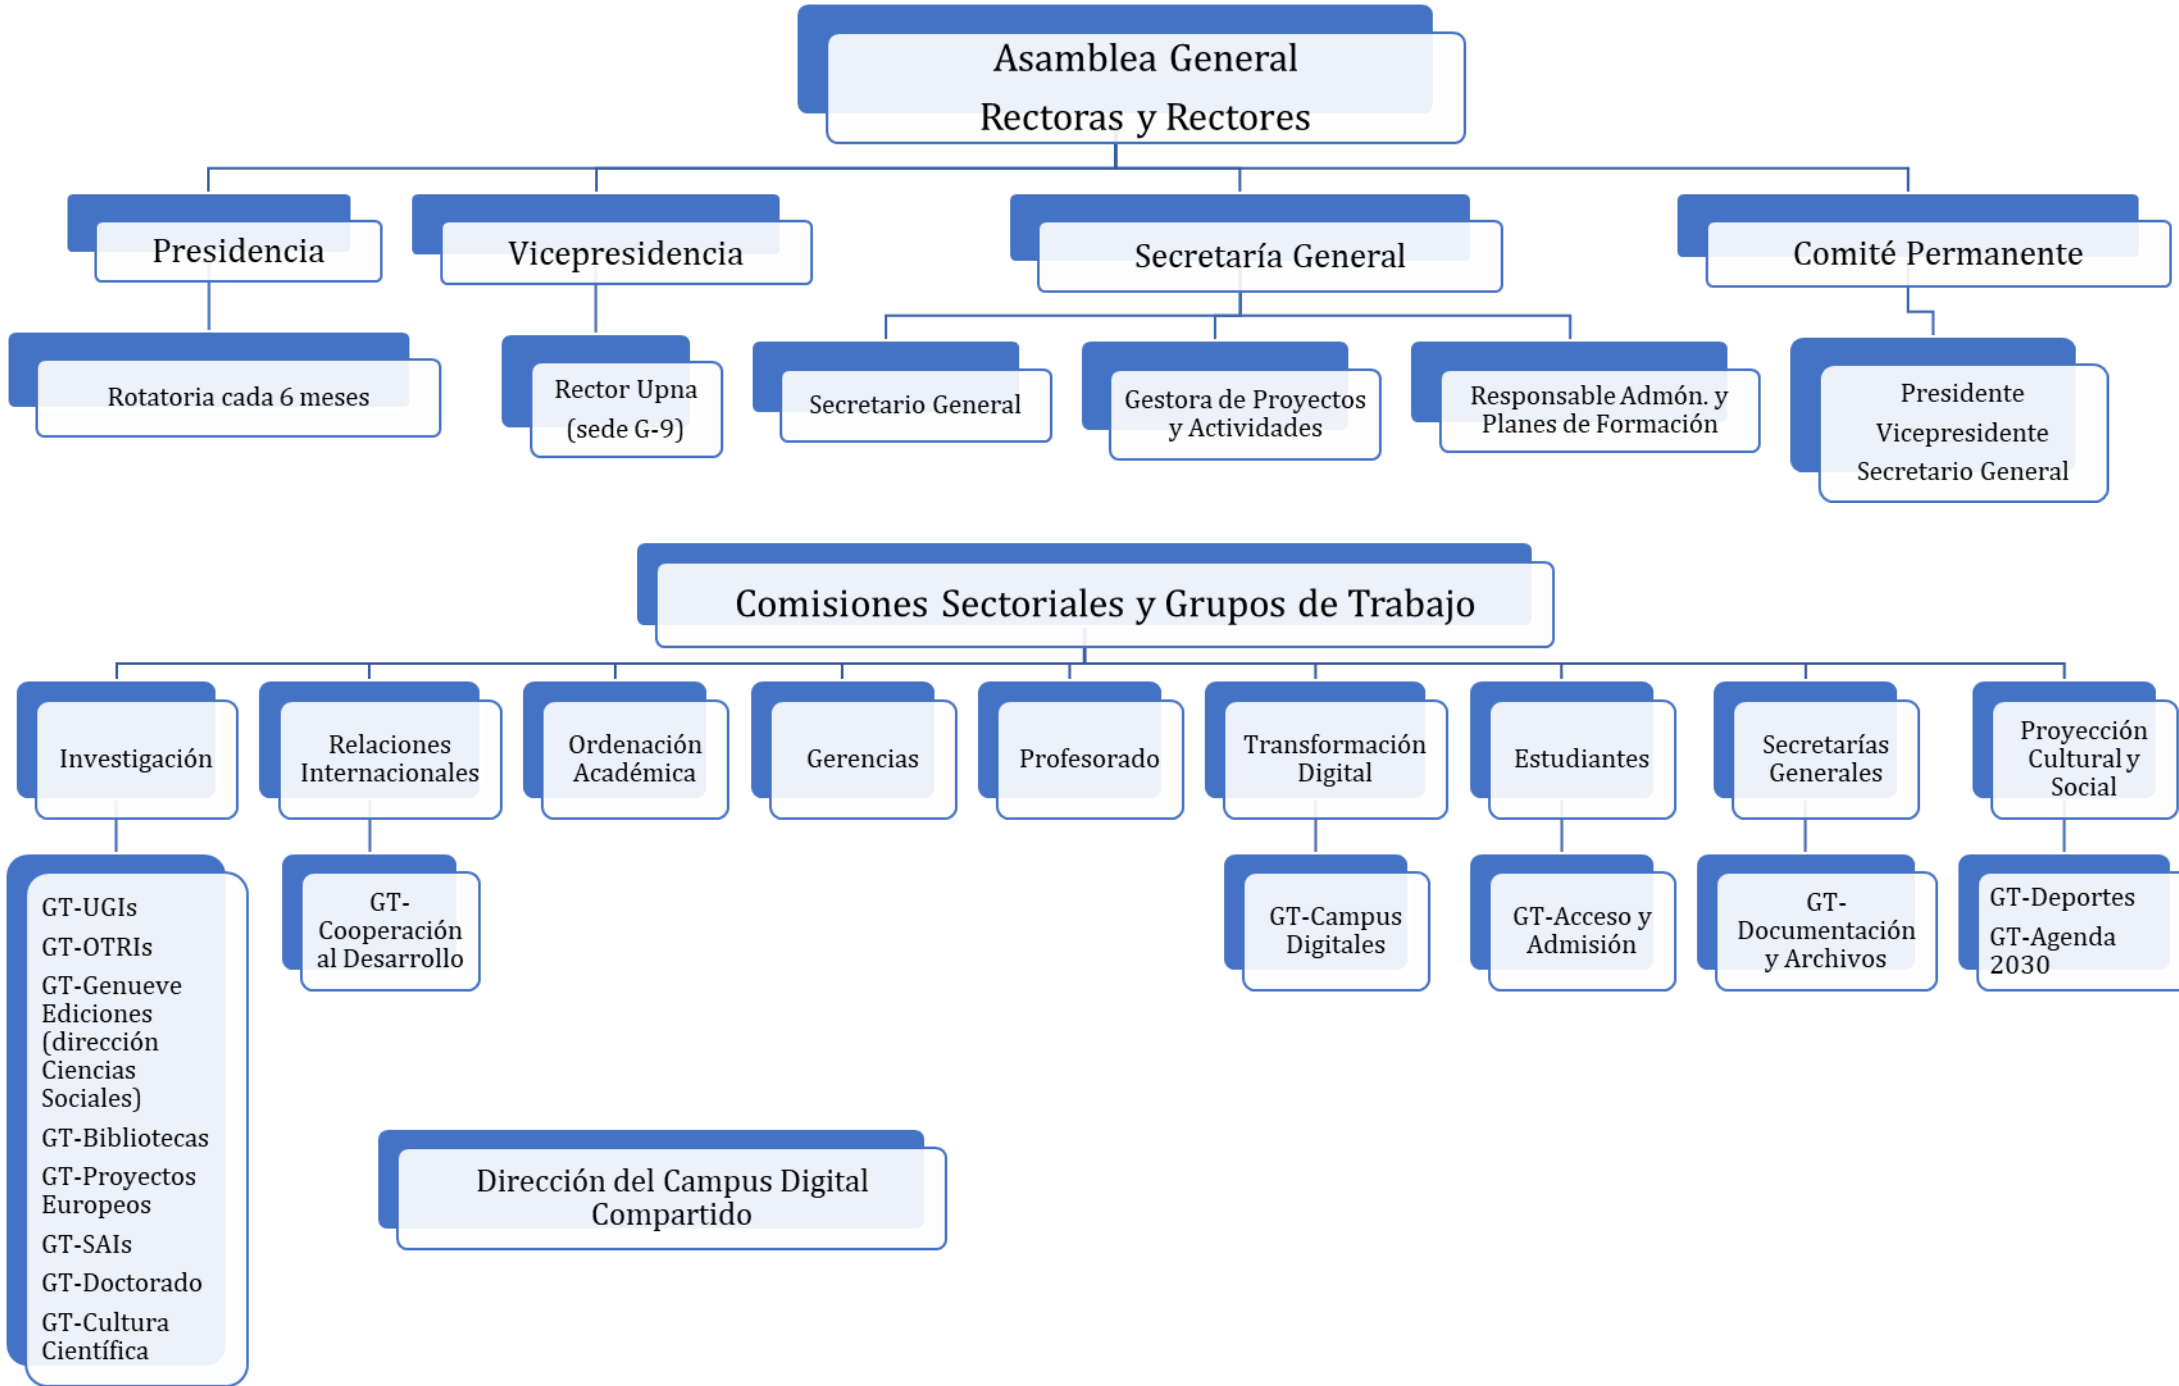 Asamblea General
Rectoras y Rectores
Presidencia
Vicepresidencia
Secretaría General
Comité Permanente
Rotatoria cada 6 meses
Rector Upna
(sede G-9)
Secretario General
Gestora de Proyectos
y Actividades
Responsable Admón. y
Planes de Formación
Presidente
Vicepresidente
Secretario General
Comisiones Sectoriales y Grupos de Trabajo
Investigación
Relaciones
Internacionales
Ordenación
Académica
Gerencias
Profesorado
Transformación
Digital
Estudiantes
Secretarías
Generales
Proyección
Cultural y
Social
GT-UGIs
GT-OTRIs
GT-Genueve
Ediciones
(dirección
Ciencias
Sociales)
GT-Bibliotecas
GT-Proyectos
Europeos
GT-SAIs
GT-Doctorado
GT-Cultura
Científica
GT-
Cooperación
al Desarrollo
GT-Campus
Digitales
GT-Acceso y
Admisión
GT-
Documentación
y Archivos
GT-Deportes
GT-Agenda
2030
Dirección del Campus Digital
Compartido